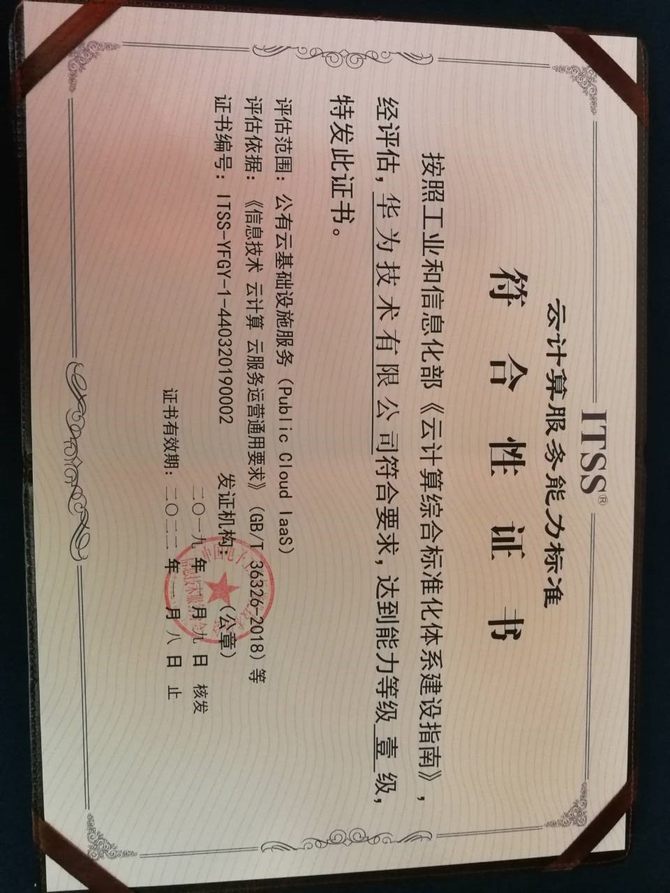 ITSS®
云计算服务能力标准
符合性证书
按照工业和信息化部《云计算综合标准化体系建设指南》，
经评估，华为技术有限公司符合要求，达到能力等级 壹 级，
特发此证书。
评估范围：公有云基础设施服务（Public Cloud IaaS）
评估依据：《信息技术 云计算 云服务运营通用要求》（GB/T 36326-2018）等
证书编号：ITSS-YFGY-1-440320190002
发证机构：（公章）
二〇一九年一月九日 核发
证书有效期：二〇二二年一月八日 止